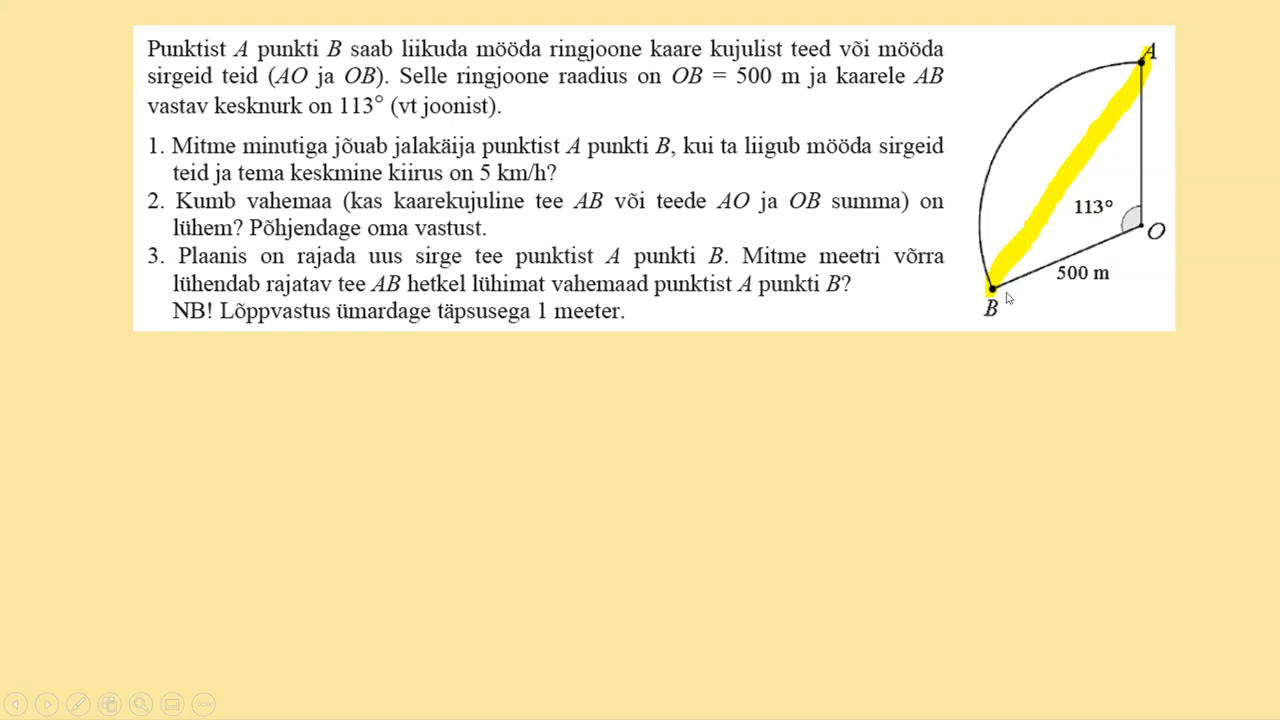 Punktist A punkti B saab liikuda mööda ringjoone kaare kujulist teed või mööda
sirgeid teid (AO ja OB). Selle ringjoone raadius on OB = 500 m ja kaarele AB
vastav kesknurk on 113° (vt joonist).
1. Mitme minutiga jõuab jalakäija punktist A punkti B, kui ta liigub mööda sirgeid
teid ja tema keskmine kiirus on 5 km/h?
2. Kumb vahemaa (kas kaarekujuline tee AB või teede AO ja OB summa) on
lühem? Põhjendage oma vastust.
3. Plaanis on rajada uus sirge tee punktist A punkti B. Mitme meetri võrra
lühendab rajatav tee AB hetkel lühimat vahemaad punktist A punkti B?
NB! Lõppvastus ümardage täpsusega 1 meeter.
A
113°
O
500 m
B